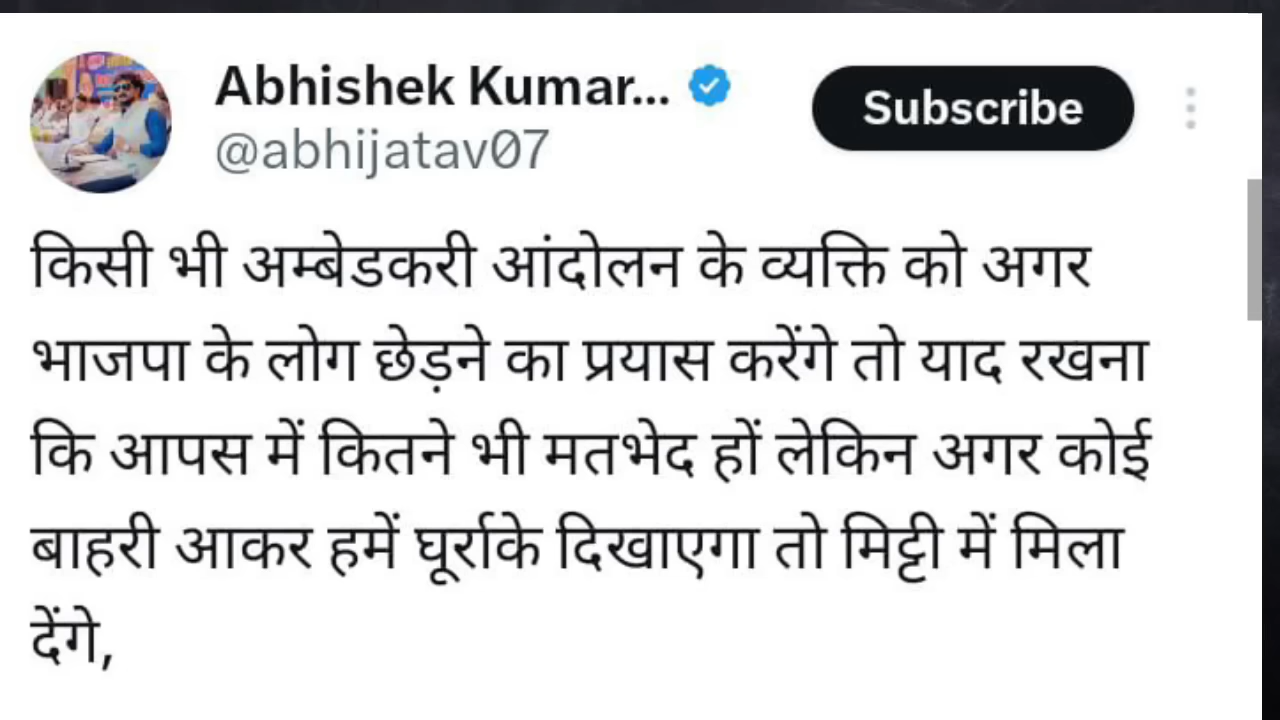 Abhishek Kumar...
@abhijatav07
Subscribe
किसी भी अम्बेडकरी आंदोलन के व्यक्ति को अगर
भाजपा के लोग छेड़ने का प्रयास करेंगे तो याद रखना
कि आपस में कितने भी मतभेद हों लेकिन अगर कोई
बाहरी आकर हमें घूर्राके दिखाएगा तो मिट्टी में मिला
देंगे,